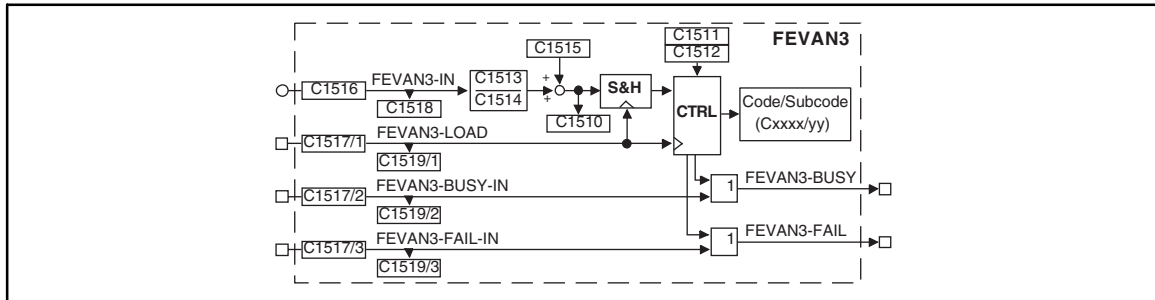 FEVAN3
C1511
C1512
C1515
C1516
FEVAN3-IN
C1518
C1513
C1514
+
+
C1510
S&H
CTRL
Code/Subcode
(Cxxxx/yy)
C1517/1
FEVAN3-LOAD
C1519/1
C1517/2
FEVAN3-BUSY-IN
C1519/2
1
FEVAN3-BUSY
C1517/3
FEVAN3-FAIL-IN
C1519/3
1
FEVAN3-FAIL